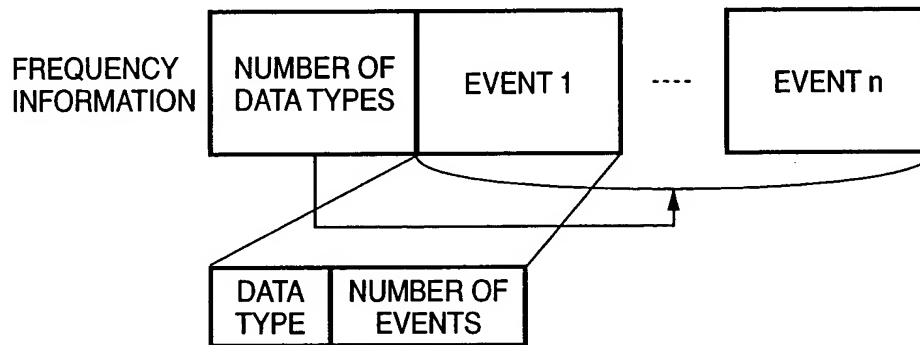 FREQUENCY
INFORMATION
NUMBER OF
DATA TYPES
EVENT 1
----
EVENT n
DATA
TYPE
NUMBER OF
EVENTS